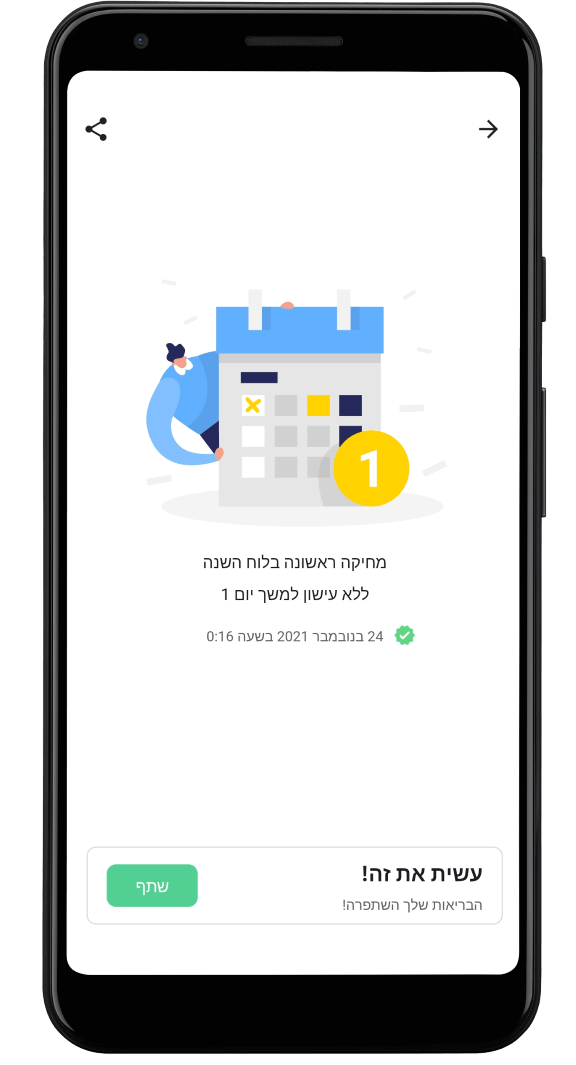 1
מחיקה ראשונה בלוח השנה
ללא עישון למשך יום 1
24 בנובמבר 2021 בשעה 0:16
עשית את זה!
הבריאות שלך השתפרה!
שתף